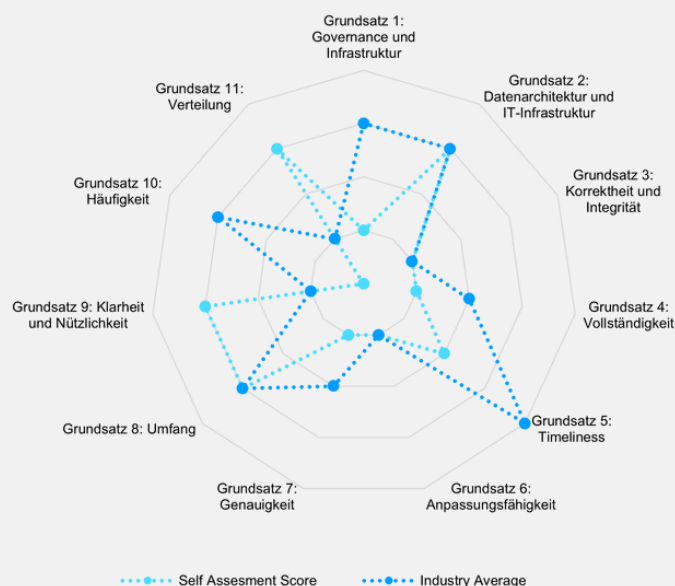 Grundsatz 1:
Governance und
Infrastruktur
Grundsatz 2:
Datenarchitektur und
IT-Infrastruktur
Grundsatz 3:
Korrektheit und
Integrität
Grundsatz 4:
Vollständigkeit
Grundsatz 5:
Timeliness
Grundsatz 6:
Anpassungsfähigkeit
Grundsatz 7:
Genauigkeit
Grundsatz 8: Umfang
Grundsatz 9: Klarheit
und Nützlichkeit
Grundsatz 10:
Häufigkeit
Grundsatz 11:
Verteilung
Self Assesment Score
Industry Average